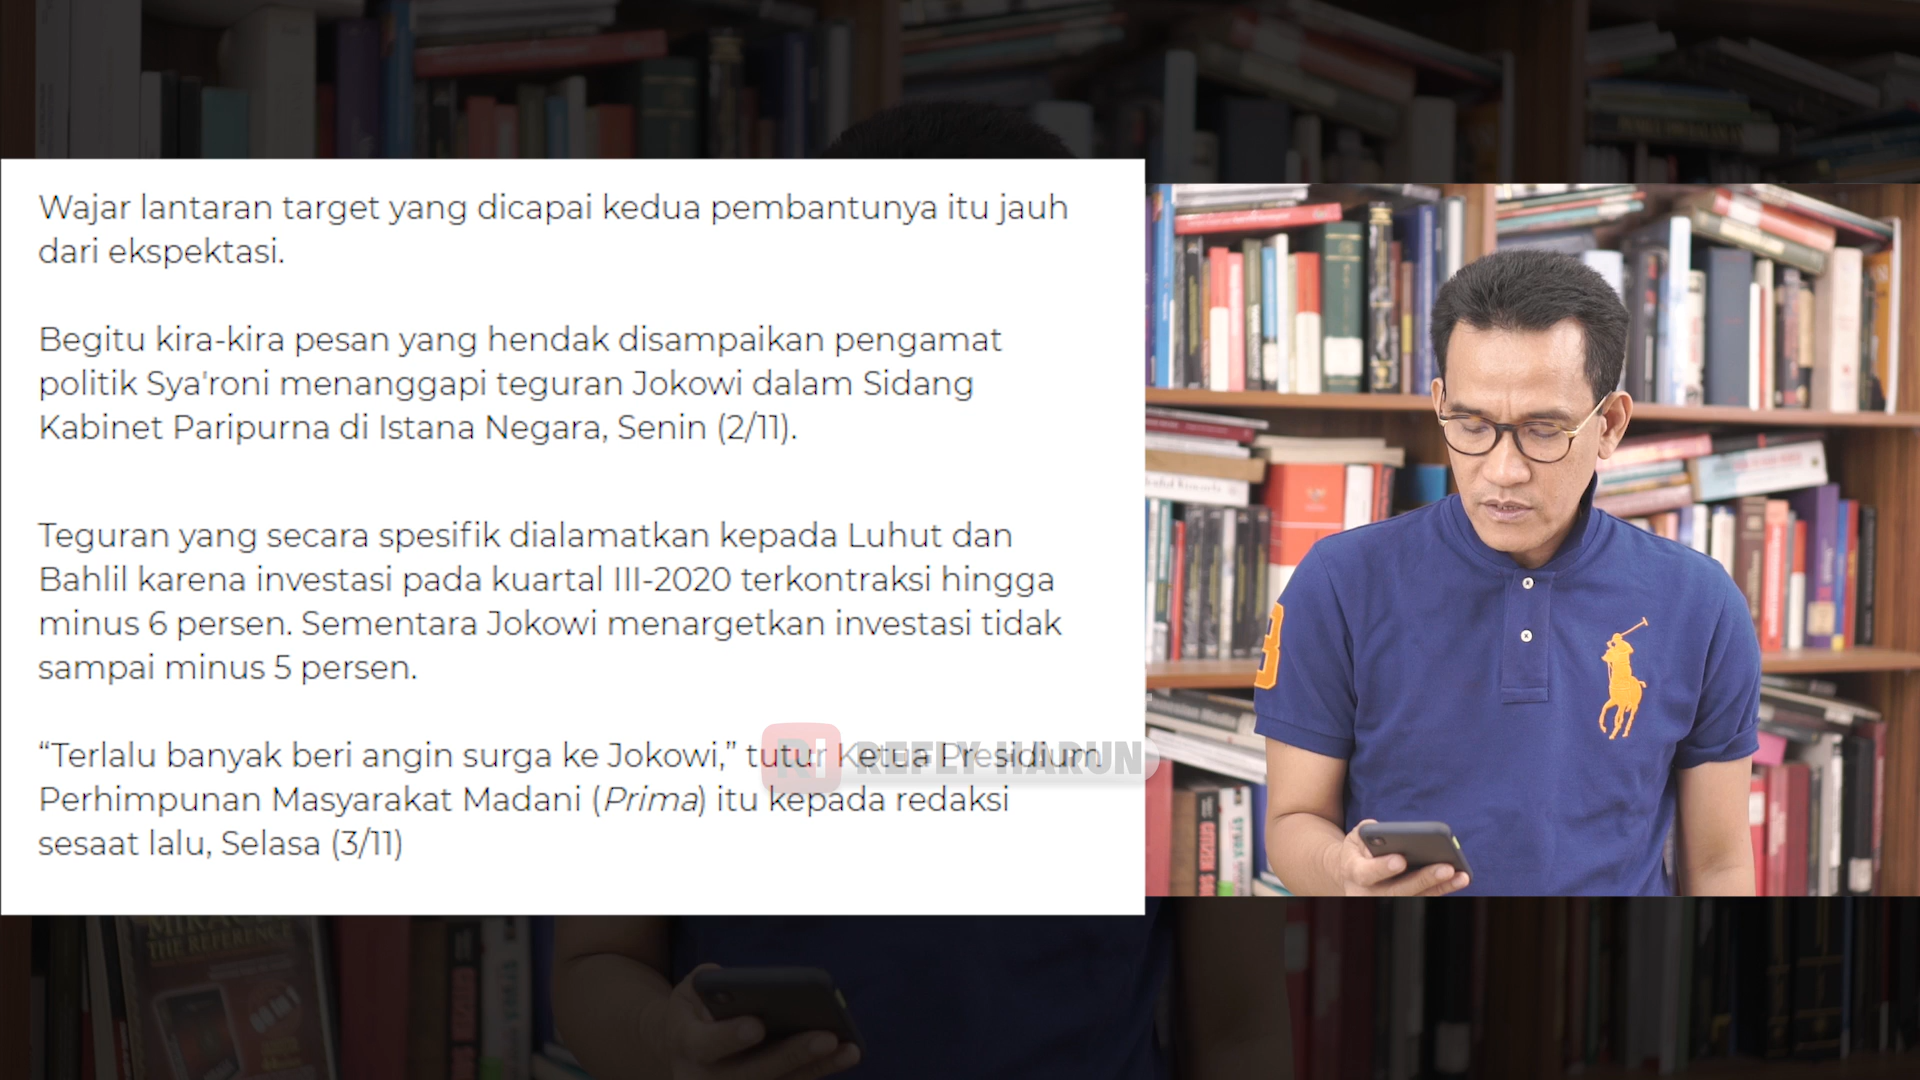 Wajar lantaran target yang dicapai kedua pembantunya itu jauh
dari ekspektasi.
Begitu kira-kira pesan yang hendak disampaikan pengamat
politik Sya'roni menanggapi teguran Jokowi dalam Sidang
Kabinet Paripurna di Istana Negara, Senin (2/11).
Teguran yang secara spesifik dialamatkan kepada Luhut dan
Bahlil karena investasi pada kuartal III-2020 terkontraksi hingga
minus 6 persen. Sementara Jokowi menargetkan investasi tidak
sampai minus 5 persen.
“Terlalu banyak beri angin surga ke Jokowi,” tutur Ketua Presidium
Perhimpunan Masyarakat Madani (Prima) itu kepada redaksi
sesaat lalu, Selasa (3/11)
REFLY HARUN
THE REFERENCE
3